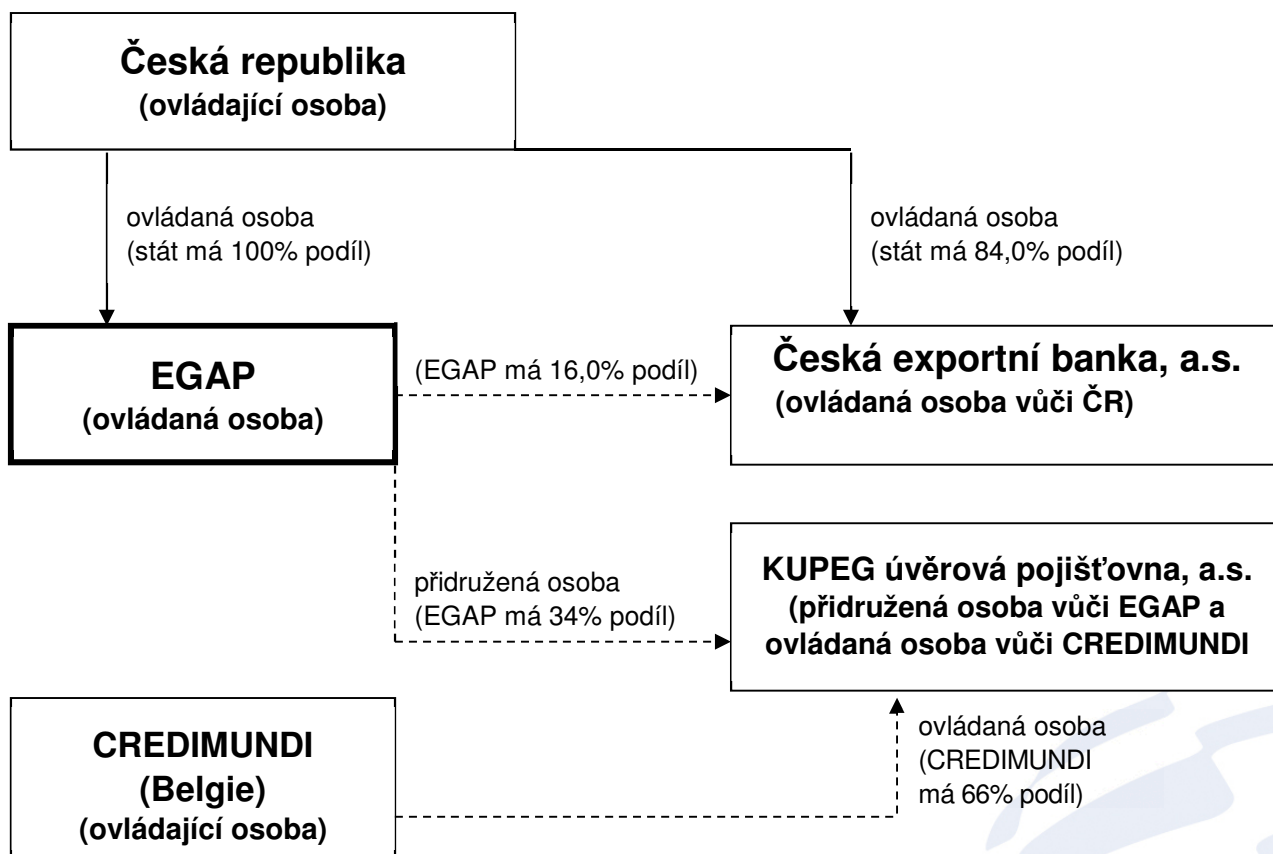 Česká republika
(ovládající osoba)
ovládaná osoba
(stát má 100% podíl)
ovládaná osoba
(stát má 84,0% podíl)
EGAP
(ovládaná osoba)
(EGAP má 16,0% podíl)
Česká exportní banka, a.s.
(ovládaná osoba vůči ČR)
přidružená osoba
(EGAP má 34% podíl)
KUPEG úvěrová pojišťovna, a.s.
(přidružená osoba vůči EGAP a
ovládaná osoba vůči CREDIMUNDI
CREDIMUNDI
(Belgie)
(ovládající osoba)
ovládaná osoba
(CREDIMUNDI
má 66% podíl)